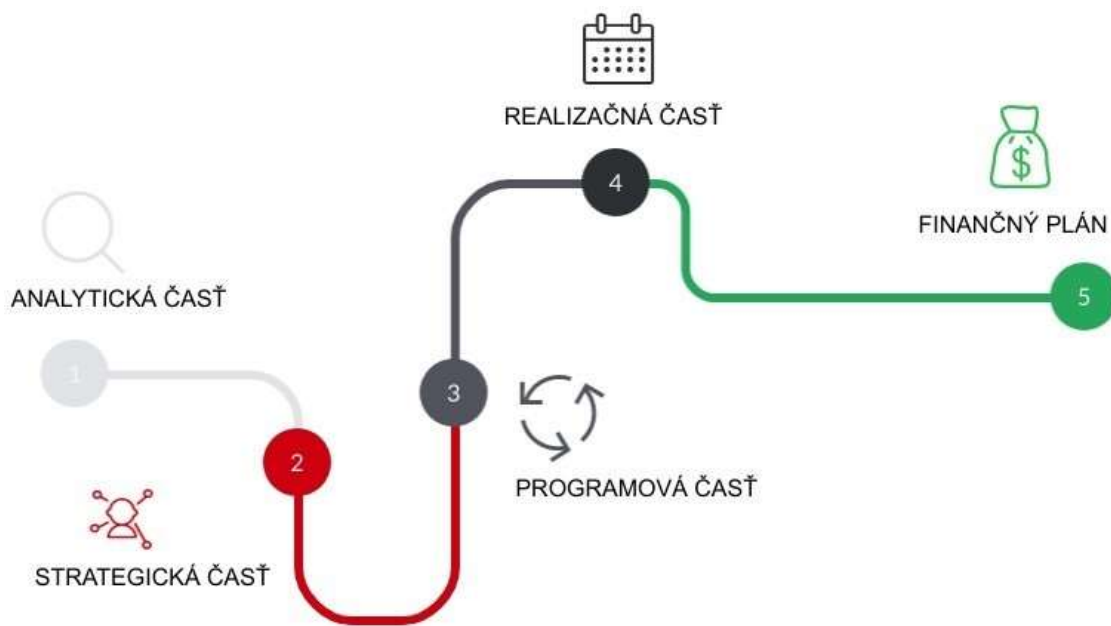 ANALYTICKÁ ČASŤ
1
2
STRATEGICKÁ ČASŤ
3
PROGRAMOVÁ ČASŤ
REALIZAČNÁ ČASŤ
4
$
FINANČNÝ PLÁN
5